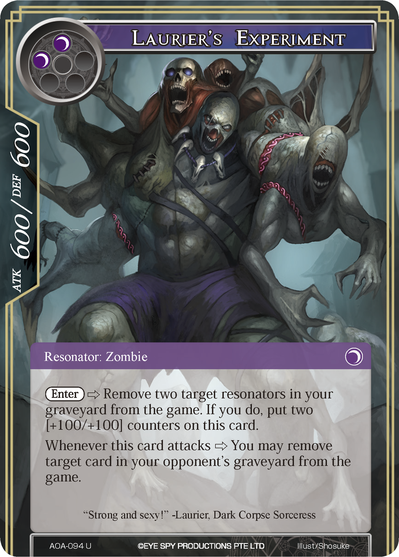 LAURIER'S EXPERIMENT
ATK 600/DEF 600
Resonator: Zombie
Enter ⇨ Remove two target resonators in your
graveyard from the game. If you do, put two
[+100/+100] counters on this card.
Whenever this card attacks ⇨ You may remove
target card in your opponent's graveyard from the
game.
“Strong and sexy!” -Laurier, Dark Corpse Sorceress
AOA-094 U ©EYE SPY PRODUCTIONS PTE LTD Illust:Shosuke